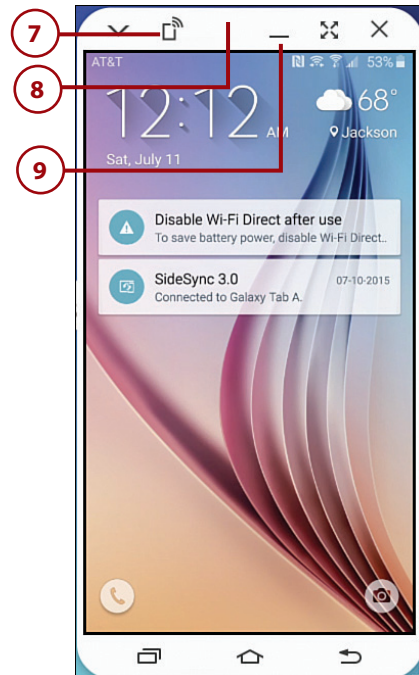 7
8
9
AT&T 53%
12:12 AM 68°
Jackson
Sat, July 11
Disable Wi-Fi Direct after use
To save battery power, disable Wi-Fi Direct..
SideSync 3.0 07-10-2015
Connected to Galaxy Tab A.